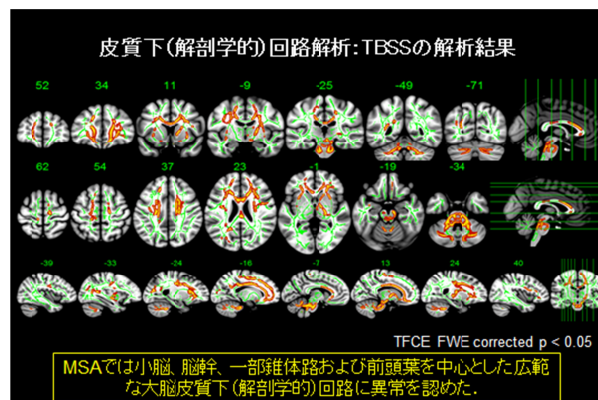 皮質下(解剖学的)回路解析:TBSSの解析結果
52 34 11 -9 -25 -49 -71
62 54 37 23 -1 -19 -34
-39 -33 -24 -16 -7 13 24 40
TFCE FWE corrected p < 0.05
MSAでは小脳、脳幹、一部錐体路および前頭葉を中心とした広範
な大脳皮質下(解剖学的)回路に異常を認めた.